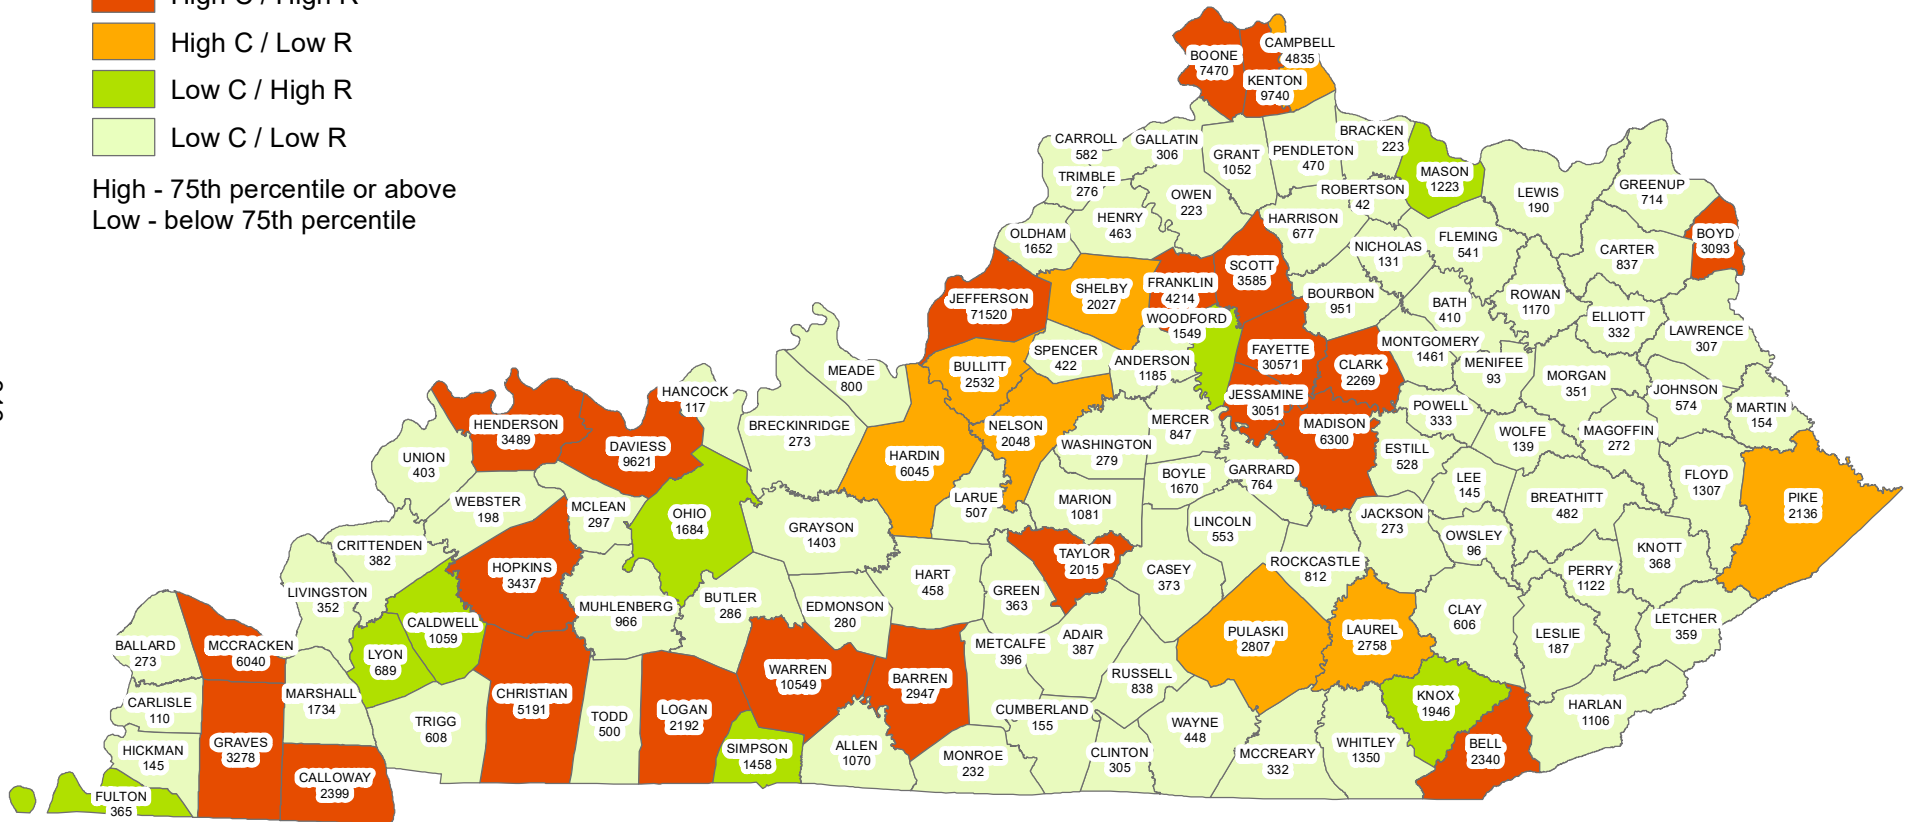 High C / High R
High C / Low R
Low C / High R
Low C / Low R
High - 75th percentile or above
Low - below 75th percentile
BOONE
7470
CAMPBELL
4835
KENTON
9740
CARROLL
582
GALLATIN
306
GRANT
1052
PENDLETON
470
BRACKEN
223
MASON
1223
LEWIS
190
GREENUP
714
TRIMBLE
276
OWEN
223
ROBERTSON
42
HENRY
463
HARRISON
677
OLDHAM
1652
NICHOLAS
131
FLEMING
541
CARTER
837
BOYD
3093
JEFFERSON
71520
SHELBY
2027
FRANKLIN
4214
SCOTT
3585
BOURBON
951
BATH
410
ROWAN
1170
ELLIOTT
332
LAWRENCE
307
WOODFORD
1549
BULLITT
2532
SPENCER
422
ANDERSON
1185
FAYETTE
30571
CLARK
2269
MONTGOMERY
1461
MENIFEE
93
MORGAN
351
JOHNSON
574
MARTIN
154
MEADE
800
HANCOCK
117
JESSAMINE
3051
POWELL
333
WOLFE
139
MAGOFFIN
272
HENDERSON
3489
DAVIESS
9621
BRECKINRIDGE
273
NELSON
2048
MERCER
847
WASHINGTON
279
MADISON
6300
ESTILL
528
UNION
403
HARDIN
6045
GARRARD
764
BOYLE
1670
LEE
145
BREATHITT
482
FLOYD
1307
PIKE
2136
WEBSTER
198
MCLEAN
297
OHIO
1684
GRAYSON
1403
LARUE
507
MARION
1081
LINCOLN
553
JACKSON
273
OWSLEY
96
KNOTT
368
CRITTENDEN
382
HOPKINS
3437
HART
458
TAYLOR
2015
CASEY
373
ROCKCASTLE
812
PERRY
1122
LIVINGSTON
352
MUHLENBERG
966
BUTLER
286
EDMONSON
280
GREEN
363
CLAY
606
LETCHER
359
CALDWELL
1059
BALLARD
273
MCCRACKEN
6040
LYON
689
WARREN
10549
BARREN
2947
METCALFE
396
ADAIR
387
PULASKI
2807
LAUREL
2758
LESLIE
187
CARLISLE
110
MARSHALL
1734
CHRISTIAN
5191
TODD
500
LOGAN
2192
RUSSELL
838
KNOX
1946
HARLAN
1106
TRIGG
608
CUMBERLAND
155
WAYNE
448
HICKMAN
145
GRAVES
3278
SIMPSON
1458
ALLEN
1070
MONROE
232
CLINTON
305
MCCREARY
332
WHITLEY
1350
BELL
2340
CALLOWAY
2399
FULTON
365